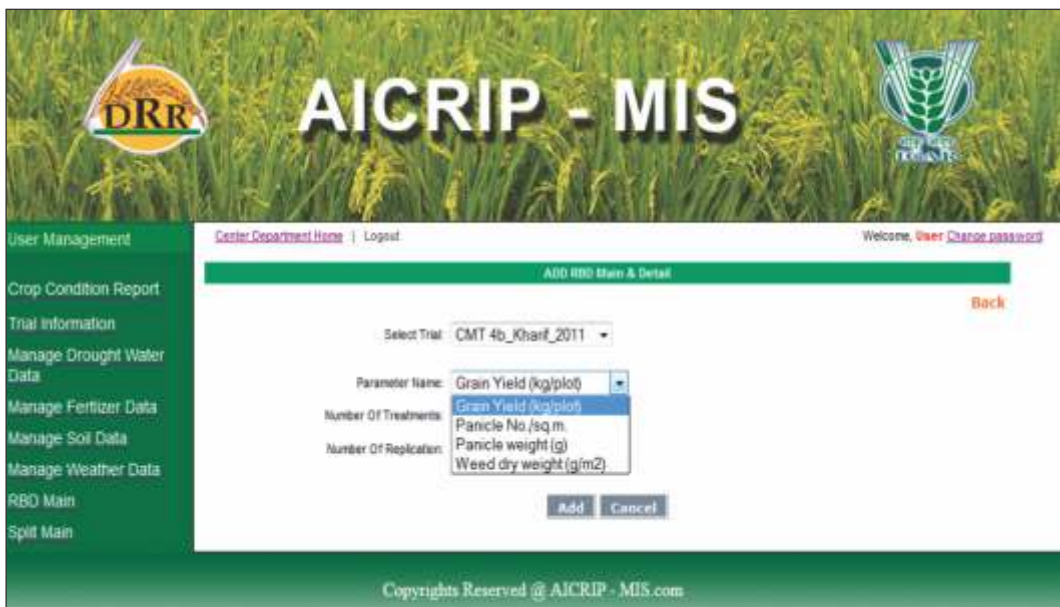 DRR
AICRIP - MIS
User Management
Crop Condition Report
Trial Information
Manage Drought Water
Data
Manage Fertlizer Data
Manage Soil Data
Manage Weather Data
RBD Main
Split Main
Center Department Home | Logout
Welcome, User Change password
ADD RBD Main & Detail
Back
Select Trial: CMT 4b_Kharif_2011
Parameter Name: Grain Yield (kg/plot)
Grain Yield (kg/plot)
Panicle No./sq.m.
Panicle weight (g)
Weed dry weight (g/m2)
Number Of Treatments:
Number Of Replication:
Add Cancel
Copyrights Reserved @ AICRIP - MIS.com